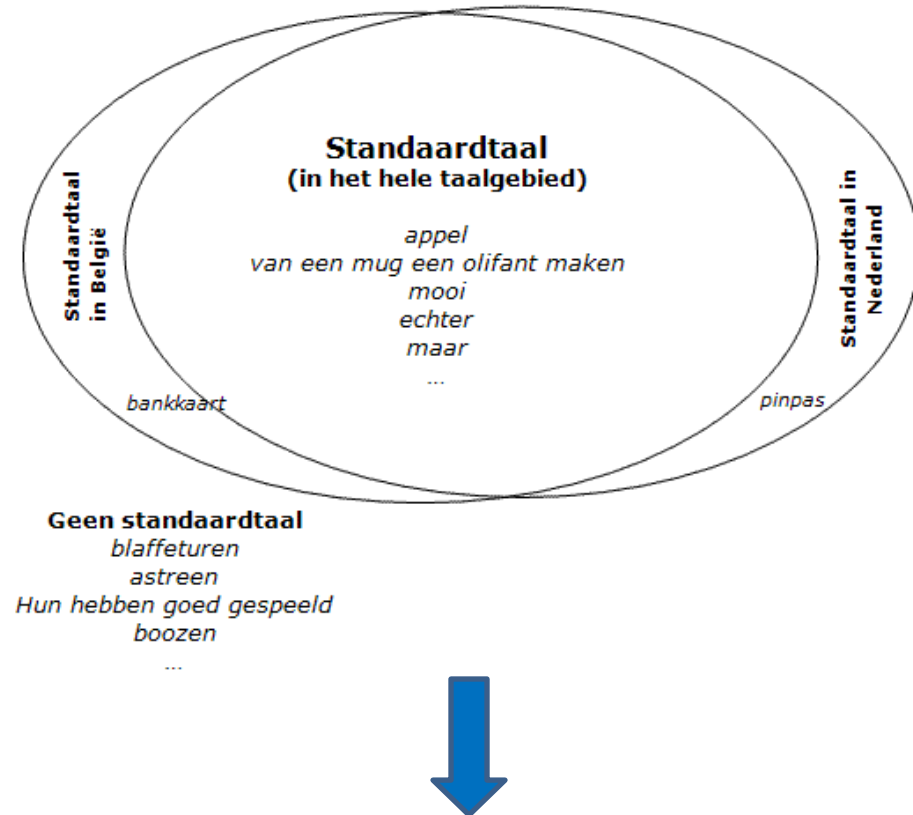 Standaardtaal
(in het hele taalgebied)
appel
van een mug een olifant maken
mooi
echter
maar
...
Standaardtaal
in België
bankkaart
Standaardtaal in
Nederland
pinpas
Geen standaardtaal
blaffeturen
astreen
Hun hebben goed gespeeld
boozen
...